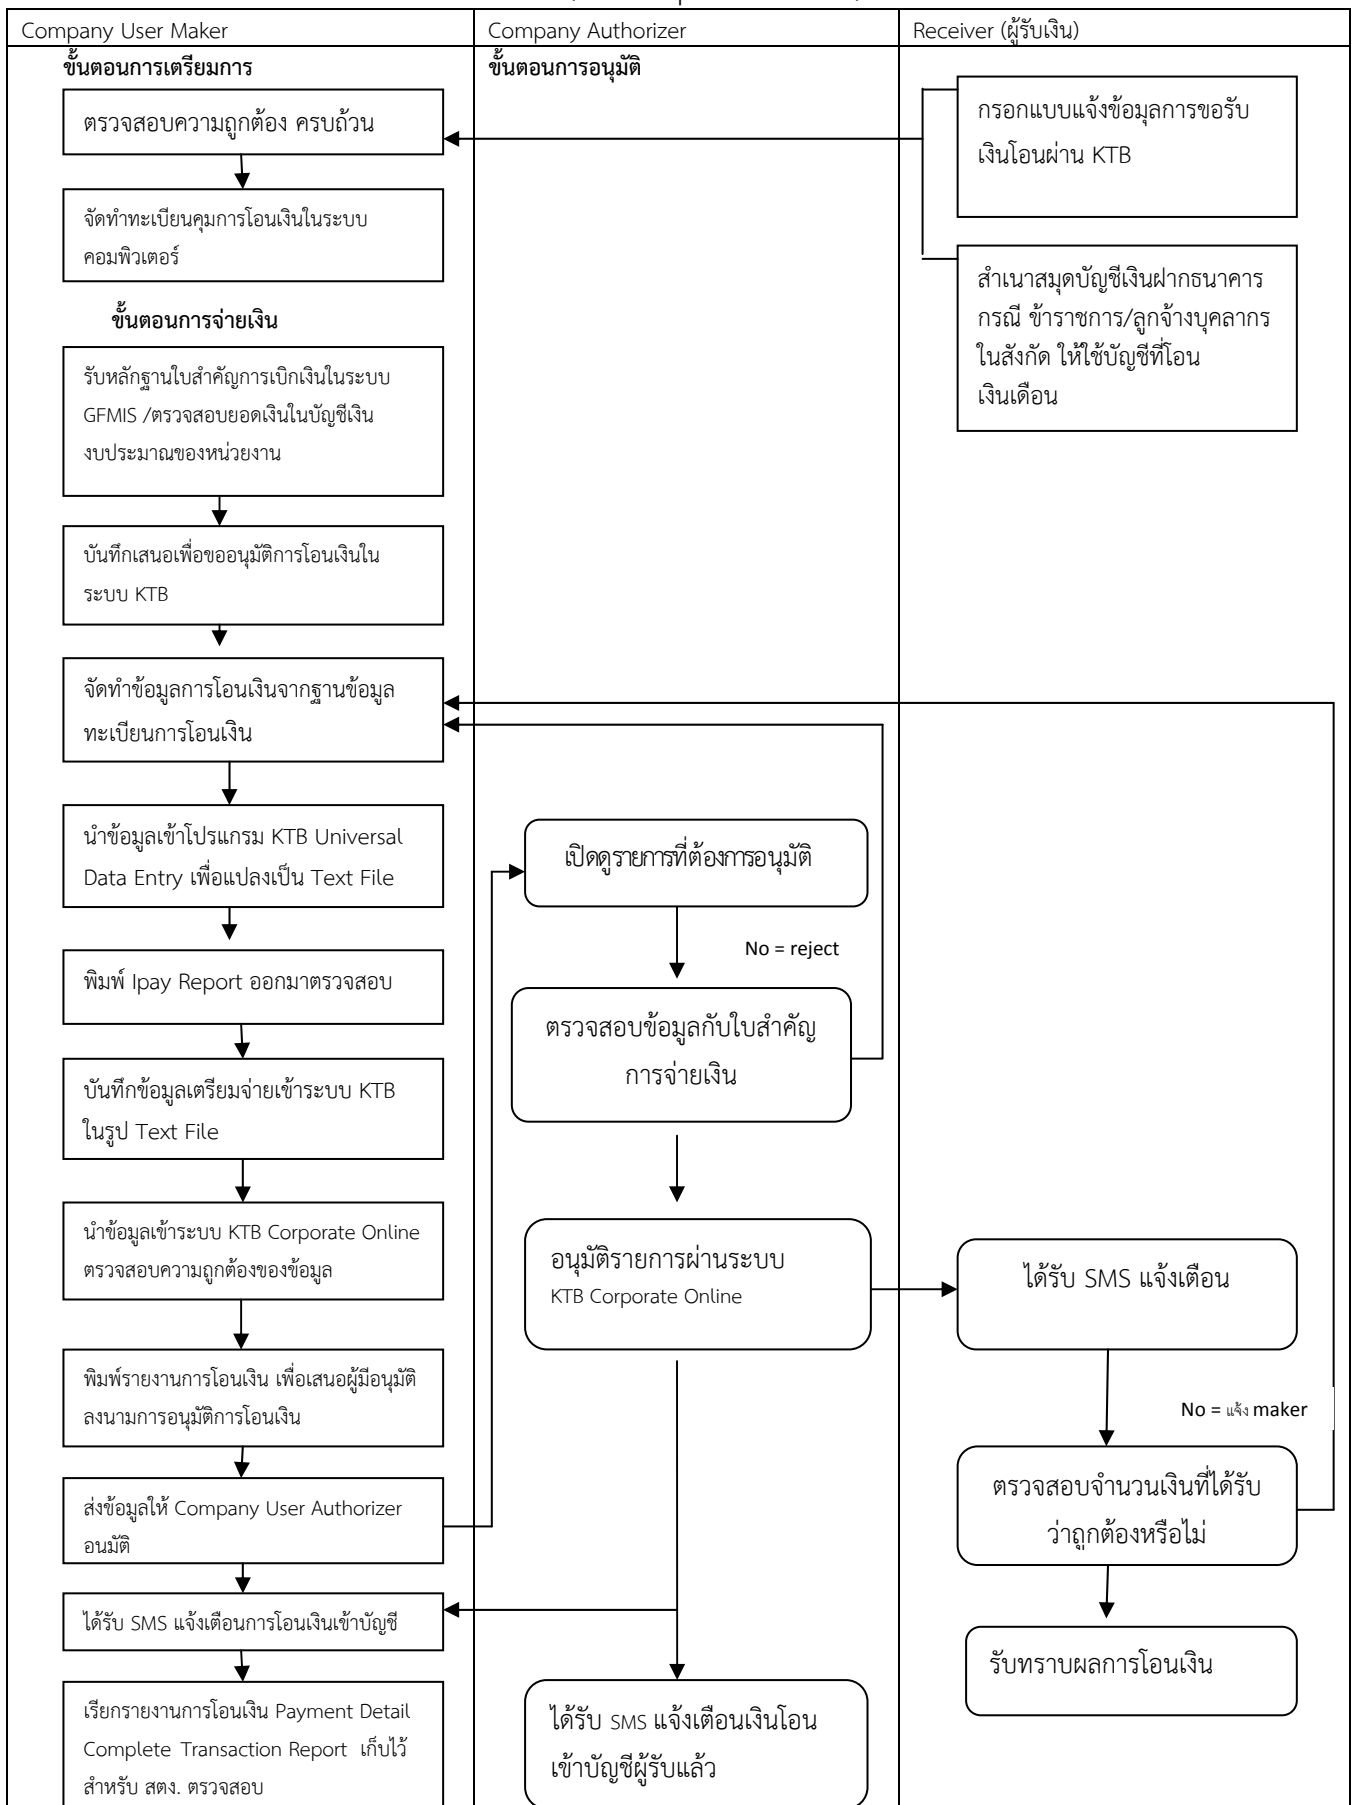 Company User Maker
Company Authorizer
Receiver (ผู้รับเงิน)
ขั้นตอนการเตรียมการ
ตรวจสอบความถูกต้อง ครบถ้วน
จัดทำทะเบียนคุมการโอนเงินในระบบ
คอมพิวเตอร์
ขั้นตอนการจ่ายเงิน
รับหลักฐานใบสำคัญการเบิกเงินในระบบ
GFMIS /ตรวจสอบยอดเงินในบัญชีเงิน
งบประมาณของหน่วยงาน
บันทึกเสนอเพื่อขออนุมัติการโอนเงินใน
ระบบ KTB
จัดทำข้อมูลการโอนเงินจากฐานข้อมูล
ทะเบียนการโอนเงิน
นำข้อมูลเข้าโปรแกรม KTB Universal
Data Entry เพื่อแปลงเป็น Text File
พิมพ์ Ipay Report ออกมาตรวจสอบ
บันทึกข้อมูลเตรียมจ่ายเข้าระบบ KTB
ในรูป Text File
นำข้อมูลเข้าระบบ KTB Corporate Online
ตรวจสอบความถูกต้องของข้อมูล
พิมพ์รายงานการโอนเงิน เพื่อเสนอผู้มีอนุมัติ
ลงนามการอนุมัติการโอนเงิน
ส่งข้อมูลให้ Company User Authorizer
อนมัติ
ได้รับ SMS แจ้งเตือนการโอนเงินเข้าบัญชี
เรียกรายงานการโอนเงิน Payment Detail
Complete Transaction Report เก็บไว้
สำหรับ สตง. ตรวจสอบ
ขั้นตอนการอนุมัติ
เปิดดูรายการที่ต้องการอนุมัติ
No = reject
ตรวจสอบข้อมูลกับใบสำคัญ
การจ่ายเงิน
อนุมัติรายการผ่านระบบ
KTB Corporate Online
ได้รับ SMS แจ้งเตือนเงินโอน
เข้าบัญชีผู้รับแล้ว
กรอกแบบแจ้งข้อมุลการขอรับ
เงินโอนผ่าน KTB
สำเนาสมุดบัญชีเงินฝากธนาคาร
กรณี ข้าราชการ/ลูกจ้างบุคลากร
ในสังกัด ให้ใช้บัญชีที่โอน
เงินเดือน
ได้รับ SMS แจ้งเตือน
No = แจ้ง maker
ตรวจสอบจำนวนเงินที่ได้รับ
ว่าถูกต้องหรือไม่
รับทราบผลการโอนเงิน